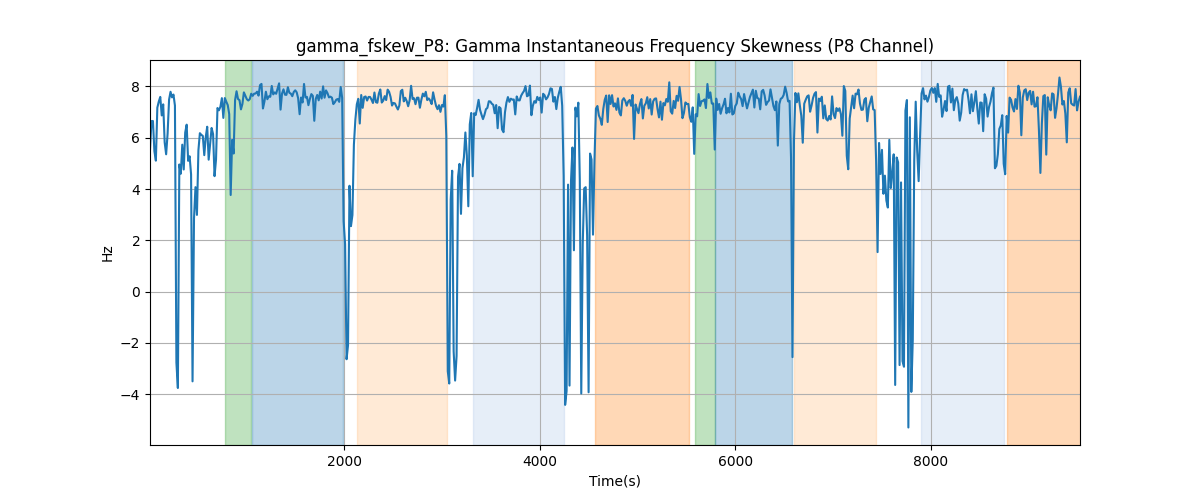 gamma_fskew_P8: Gamma Instantaneous Frequency Skewness (P8 Channel)
8
6
4
2
0
−2
−4
Hz
2000 4000 6000 8000
Time(s)